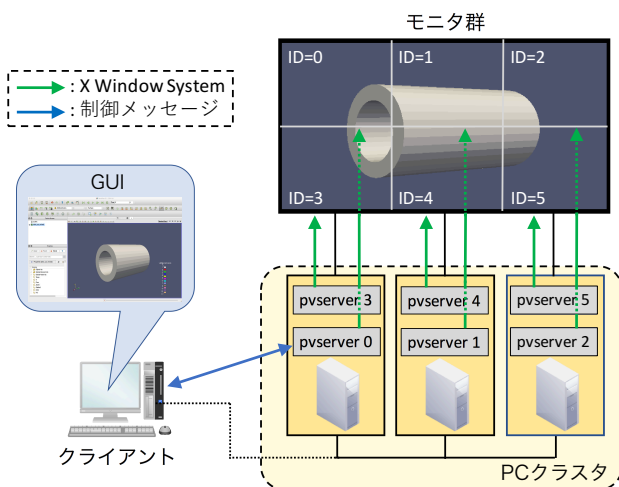 モニタ群
ID=0
ID=1
ID=2
: X Window System
: 制御メッセージ
GUI
ID=3
ID=4
ID=5
pvserver 3
pvserver 4
pvserver 5
pvserver 0
pvserver 1
pvserver 2
クライアント
PCクラスタ